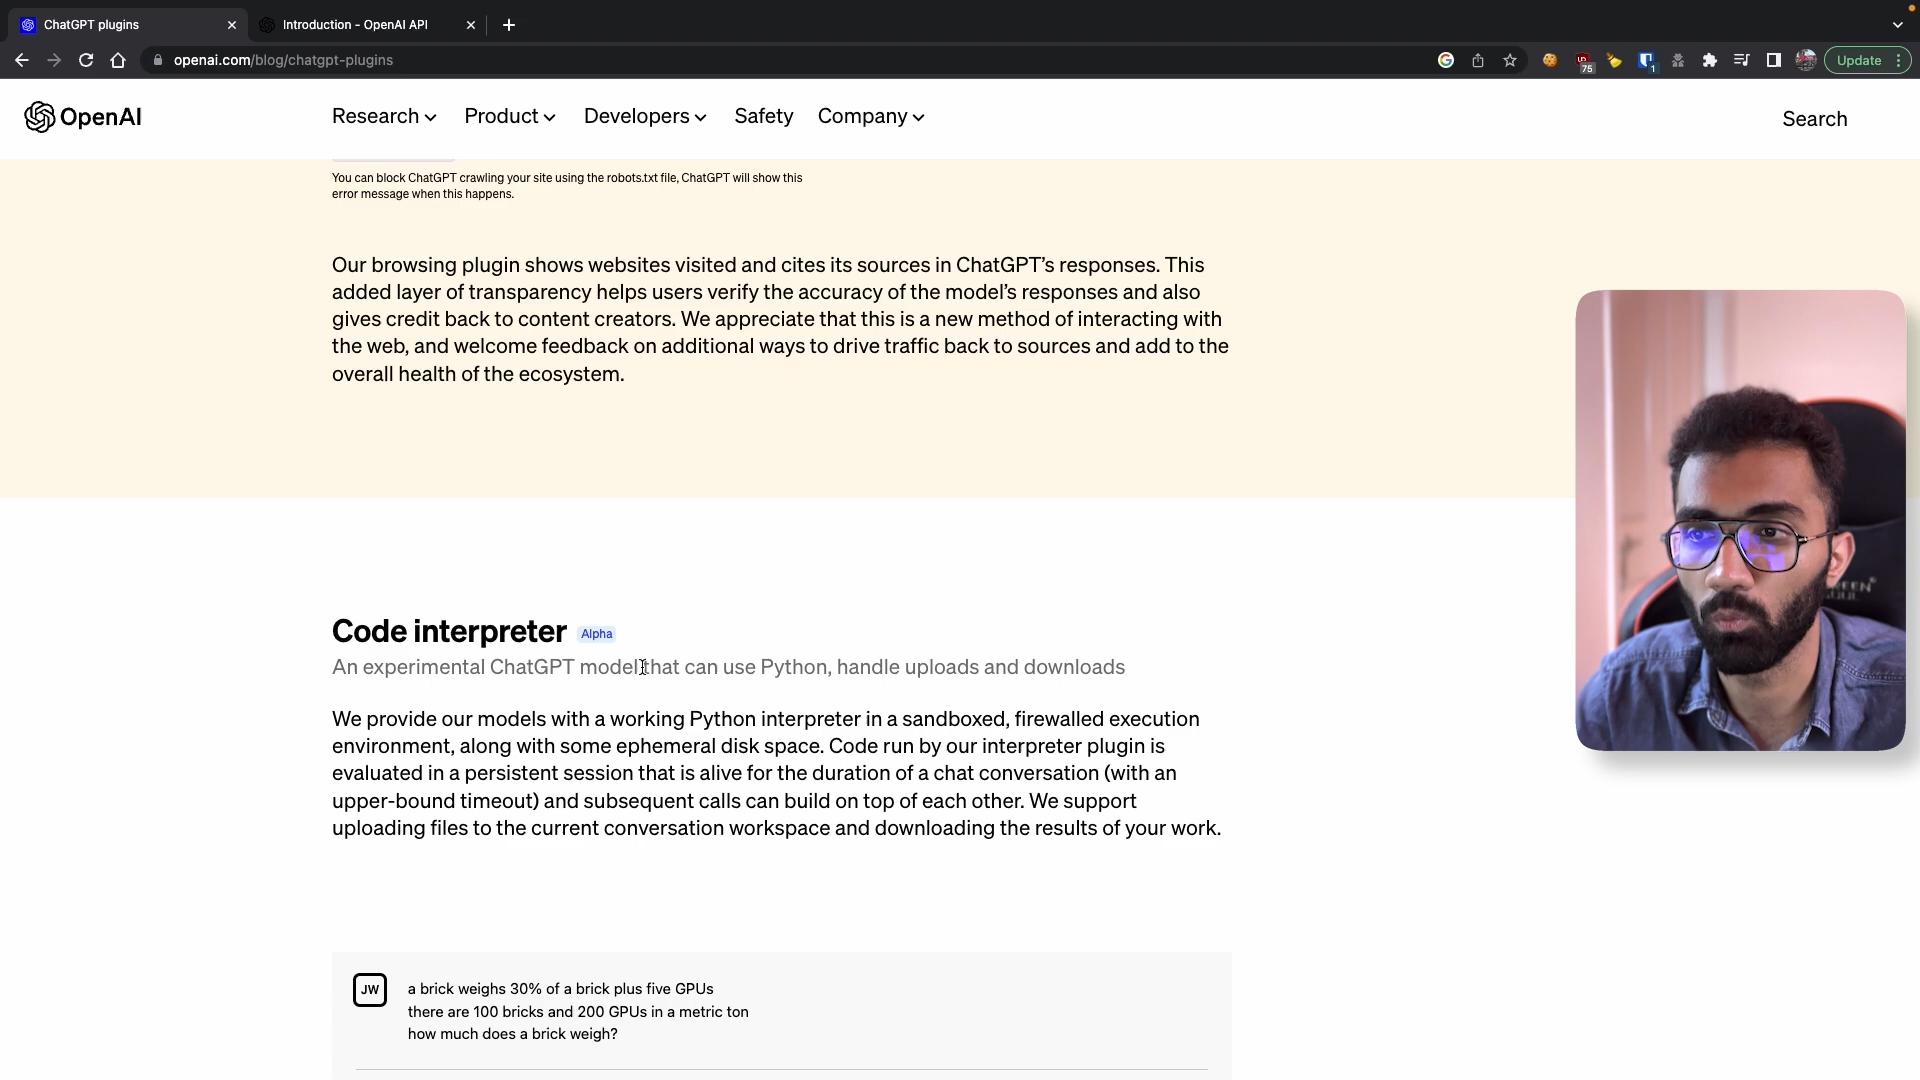 ChatGPT plugins
Introduction - OpenAI API
openai.com/blog/chatgpt-plugins
75
1
Update
OpenAI
Research
Product
Developers
Safety
Company
Search
You can block ChatGPT crawling your site using the robots.txt file, ChatGPT will show this
error message when this happens.
Our browsing plugin shows websites visited and cites its sources in ChatGPT’s responses. This
added layer of transparency helps users verify the accuracy of the model’s responses and also
gives credit back to content creators. We appreciate that this is a new method of interacting with
the web, and welcome feedback on additional ways to drive traffic back to sources and add to the
overall health of the ecosystem.
Code interpreter Alpha
An experimental ChatGPT model that can use Python, handle uploads and downloads
We provide our models with a working Python interpreter in a sandboxed, firewalled execution
environment, along with some ephemeral disk space. Code run by our interpreter plugin is
evaluated in a persistent session that is alive for the duration of a chat conversation (with an
upper-bound timeout) and subsequent calls can build on top of each other. We support
uploading files to the current conversation workspace and downloading the results of your work.
JW
a brick weighs 30% of a brick plus five GPUs
there are 100 bricks and 200 GPUs in a metric ton
how much does a brick weigh?